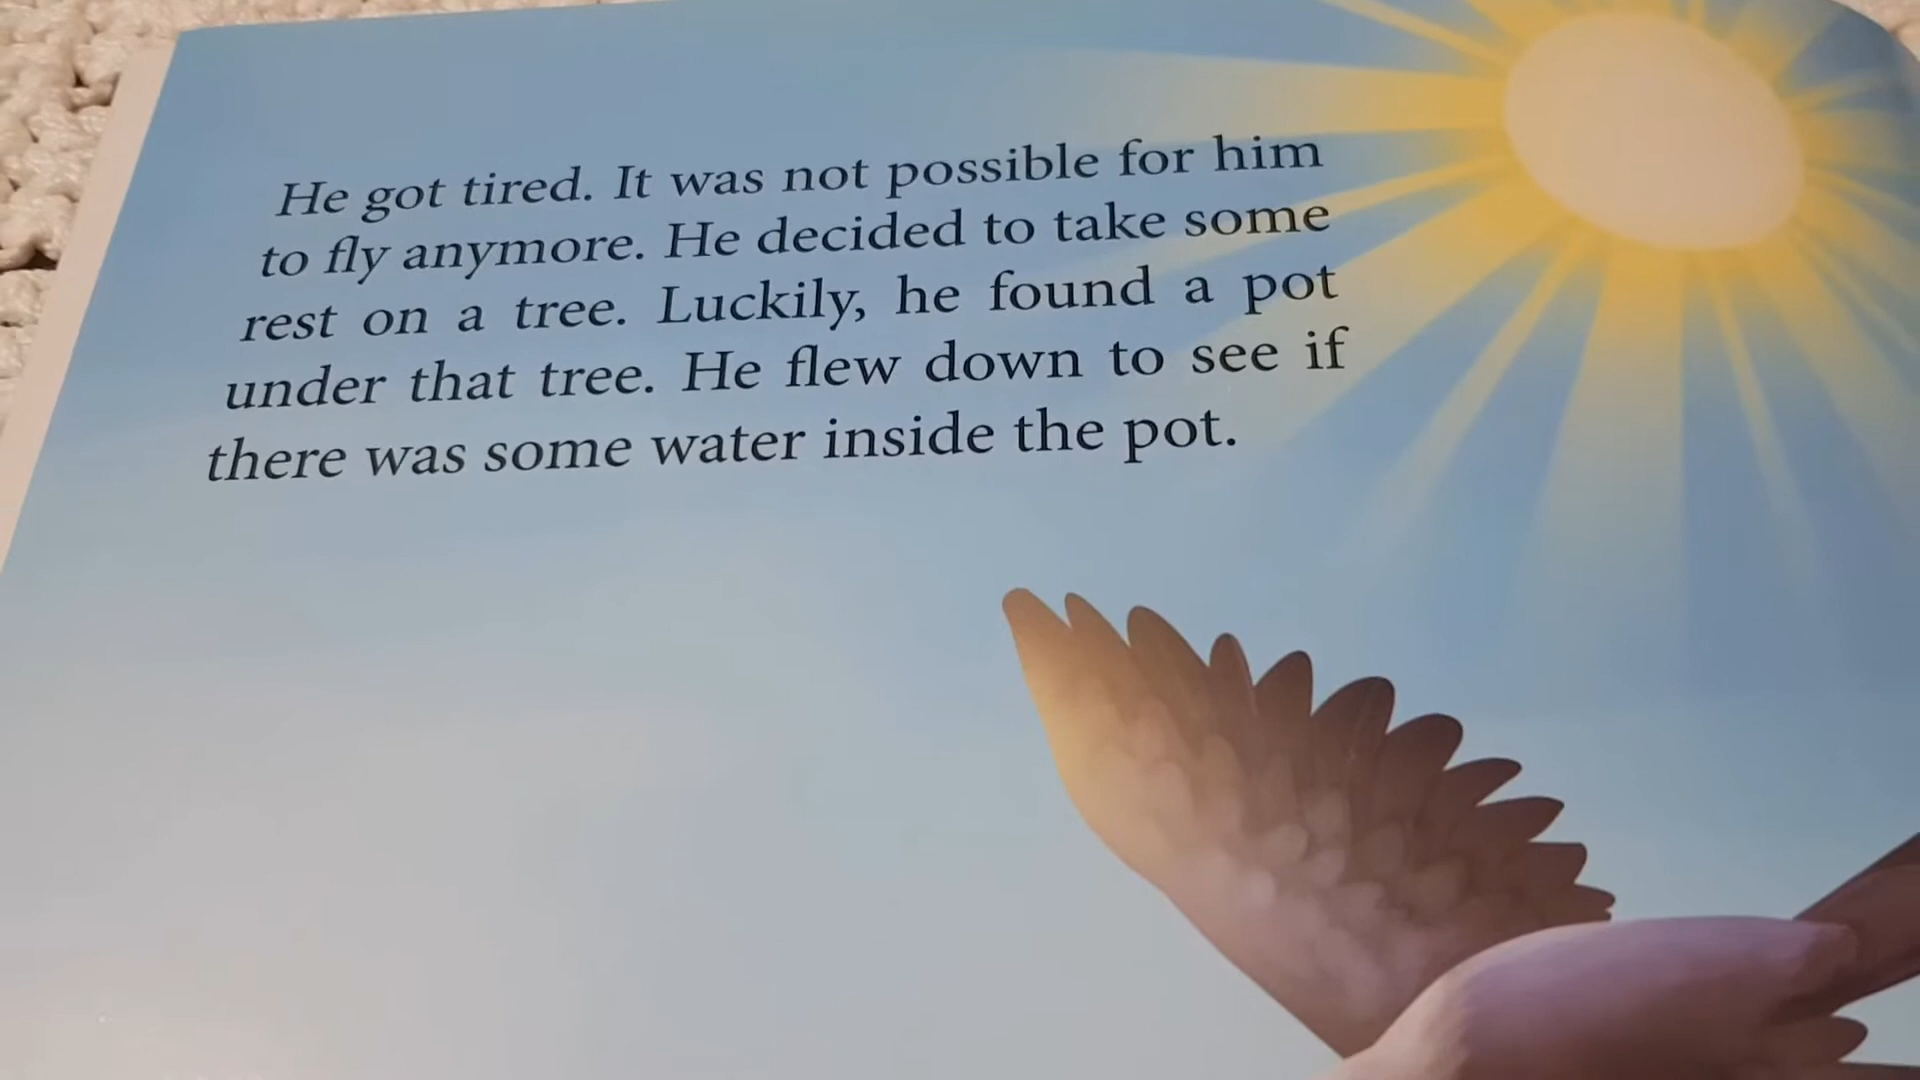 He got tired. It was not possible for him
to fly anymore. He decided to take some
rest on a tree. Luckily, he found a pot
under that tree. He flew down to see if
there was some water inside the pot.